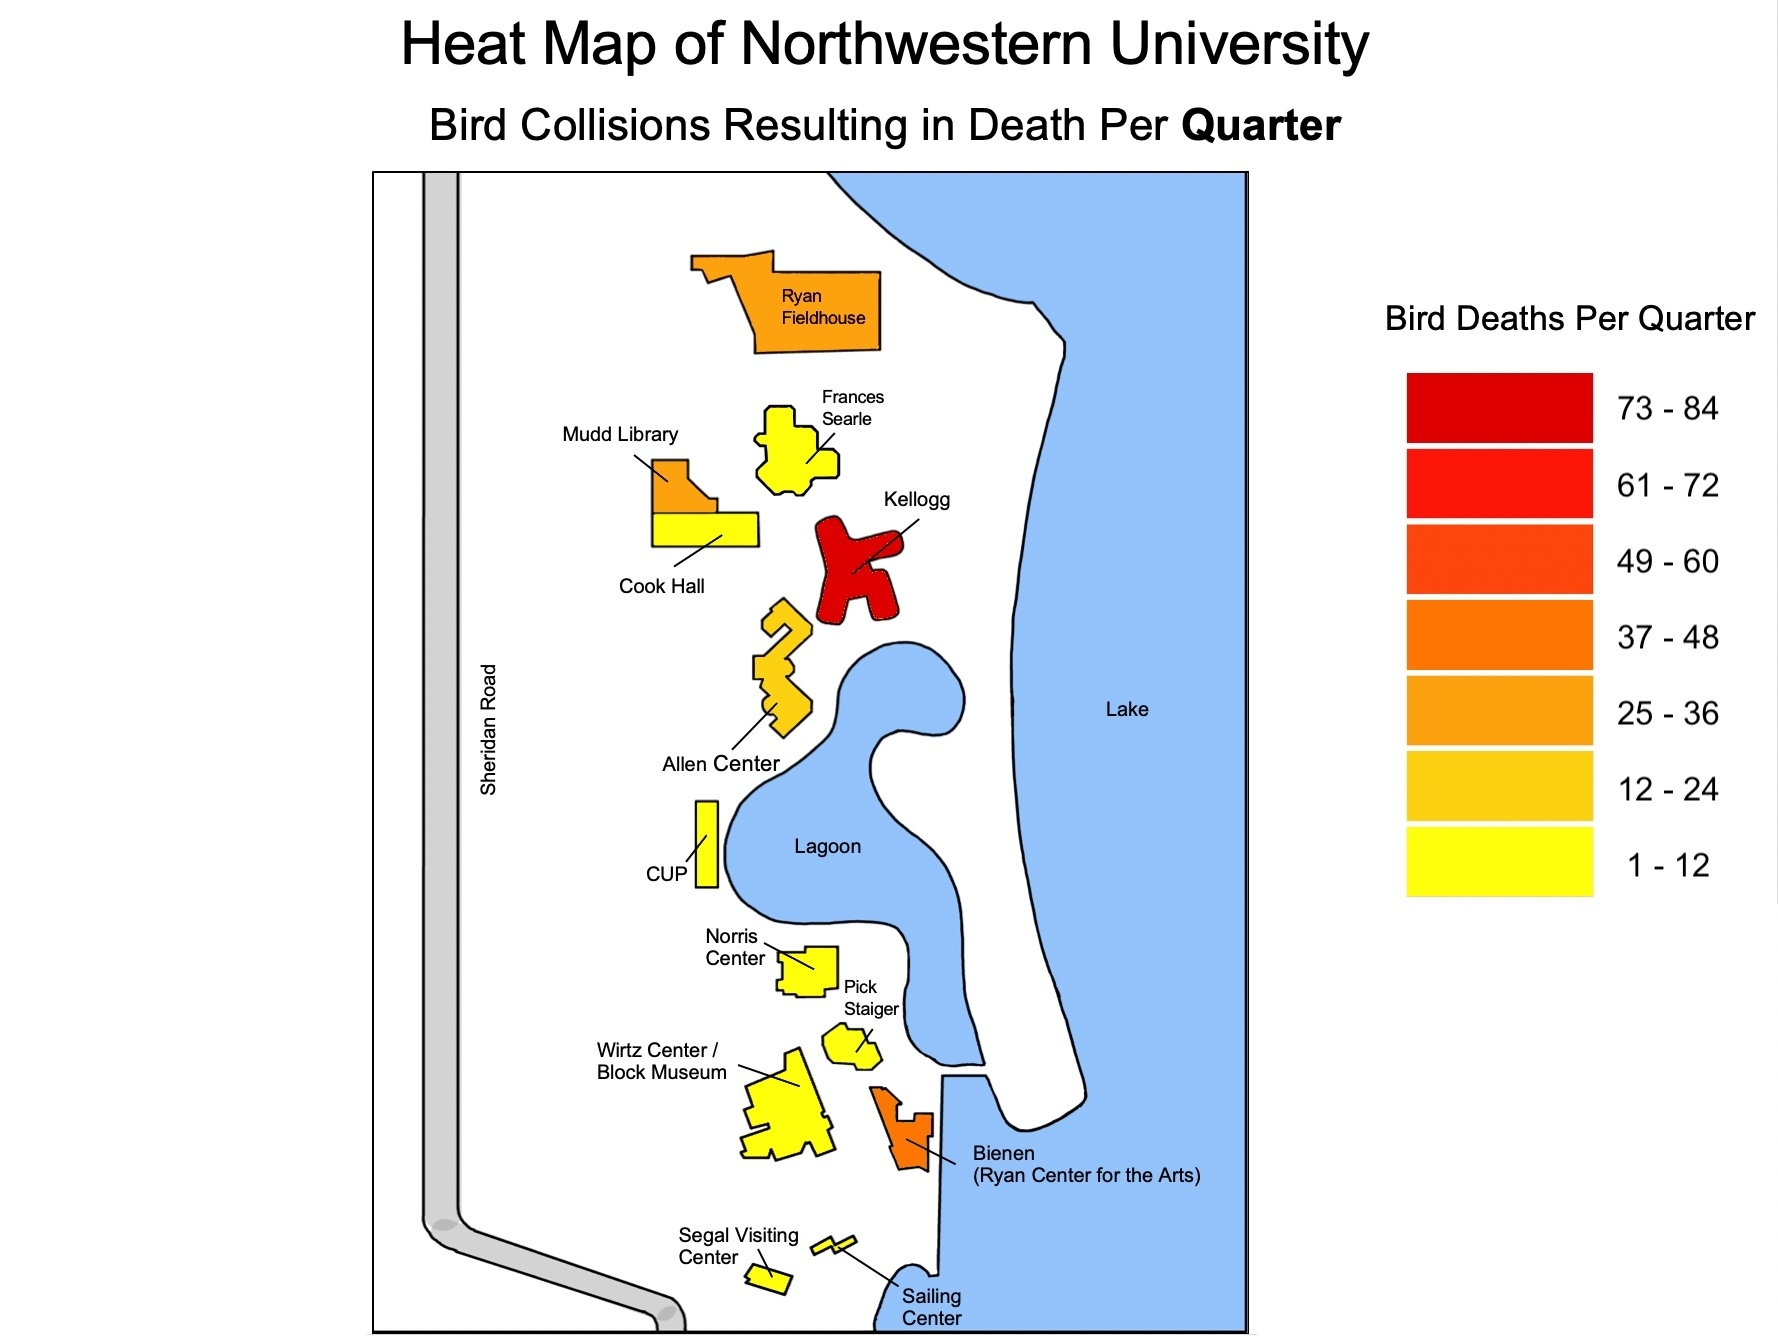 Heat Map of Northwestern University
Bird Collisions Resulting in Death Per Quarter
Ryan
Fieldhouse
Frances
Searle
Mudd Library
Kellogg
Cook Hall
Sheridan Road
Allen Center
Lake
Lagoon
CUP
Norris
Center
Pick
Staiger
Wirtz Center /
Block Museum
Bienen
(Ryan Center for the Arts)
Segal Visiting
Center
Sailing
Center
Bird Deaths Per Quarter
73 - 84
61 - 72
49 - 60
37 - 48
25 - 36
12 - 24
1 - 12